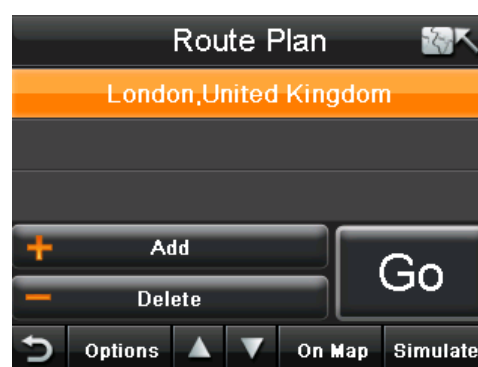 Route Plan
London,United Kingdom
Add
Delete
Go
Options
On Map
Simulate